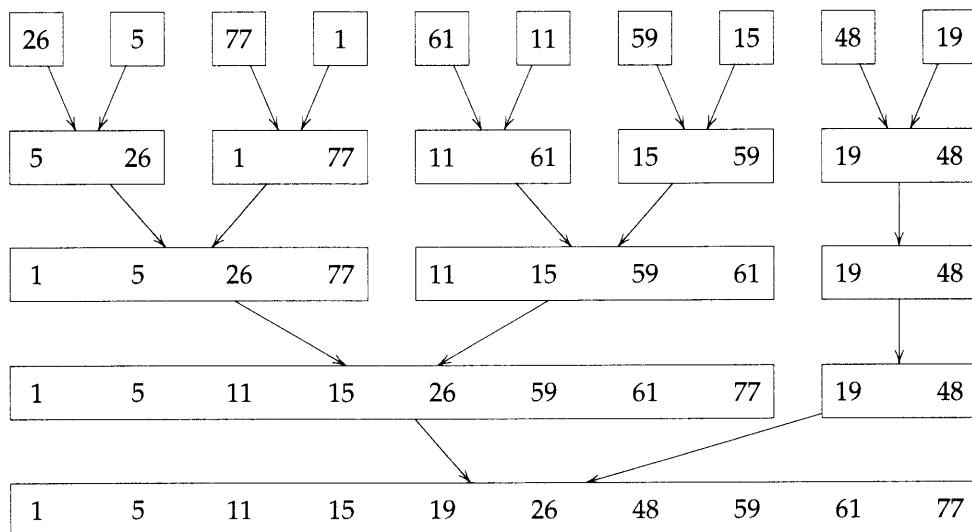 26 5 77 1 61 11 59 15 48 19
5 26 1 77 11 61 15 59 19 48
1 5 26 77 11 15 59 61 19 48
1 5 11 15 26 59 61 77 19 48
1 5 11 15 19 26 48 59 61 77